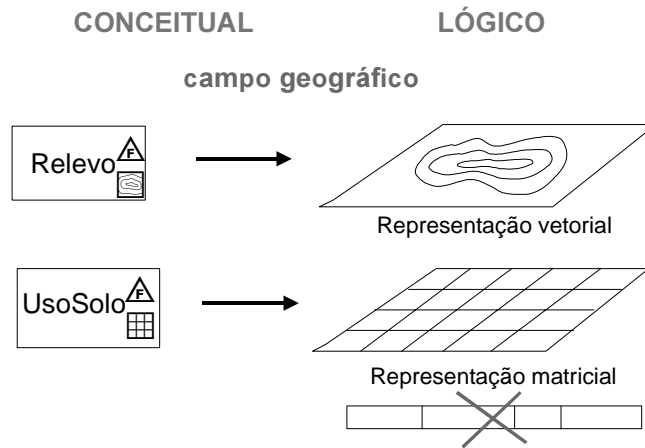 CONCEITUAL LÓGICO
campo geográfico
Relevo F
Representação vetorial
UsoSolo F
Representação matricial